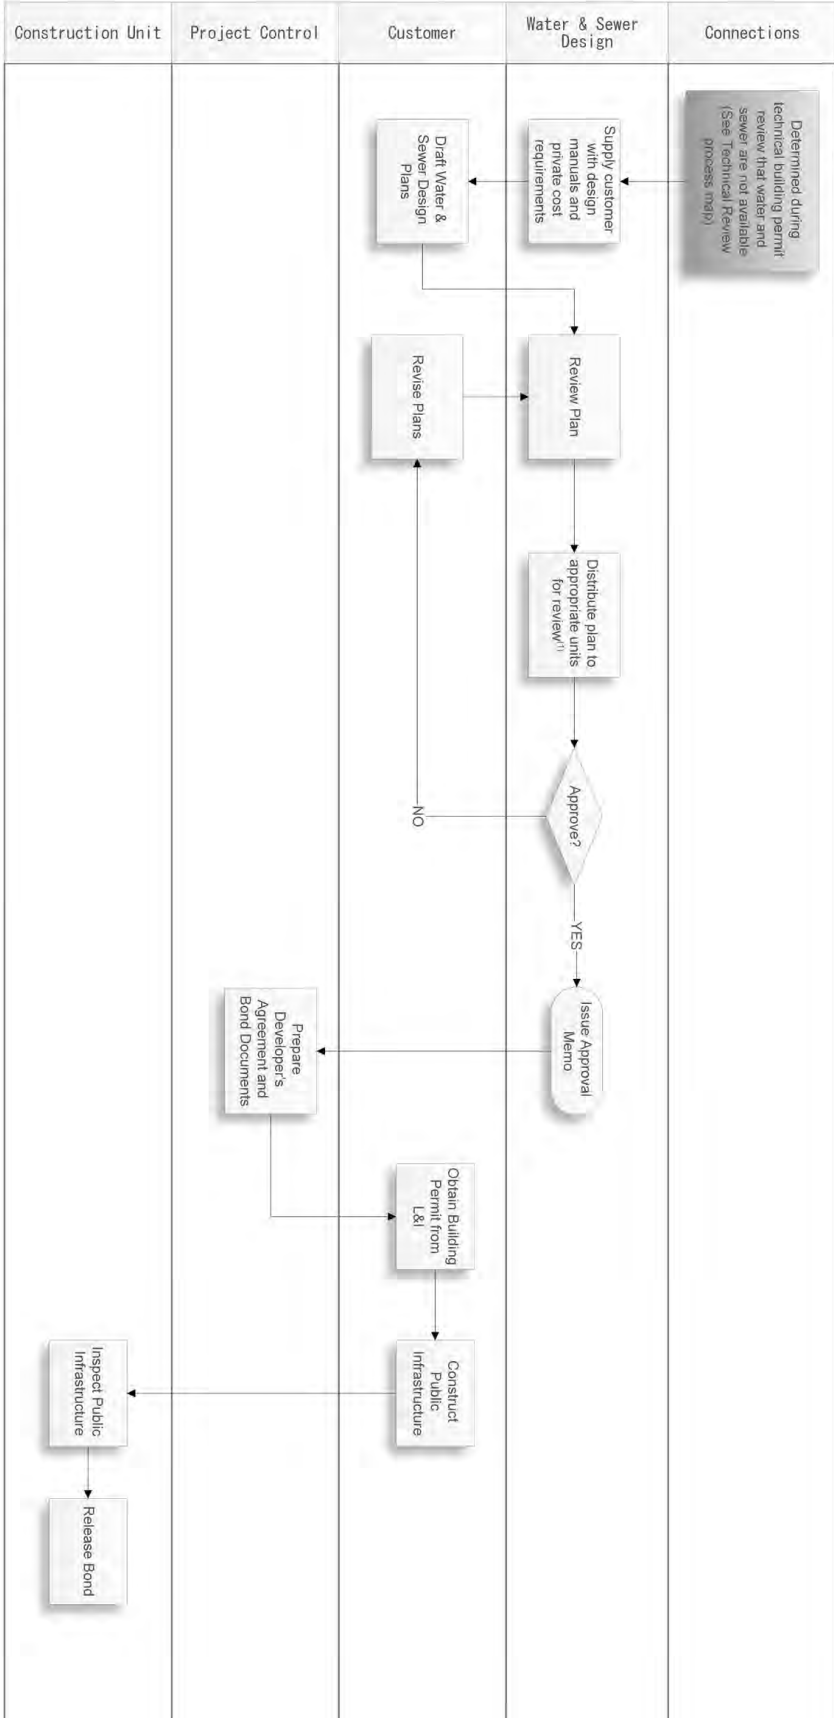 Construction Unit
Project Control
Customer
Water & Sewer
Design
Connections
Determined during
technical building permit
review that water and
sewer are not available
(See Technical Review
process map)
Supply customer
with design
manuals and
private cost
requirements
Draft Water &
Sewer Design
Plans
Review Plan
Revise Plans
Distribute plan to
appropriate units
for review(1)
Approve?
NO
YES
Issue Approval
Memo
Prepare
Developer's
Agreement and
Bond Documents
Obtain Building
Permit from
L&I
Construct
Public
Infrastructure
Inspect Public
Infrastructure
Release Bond